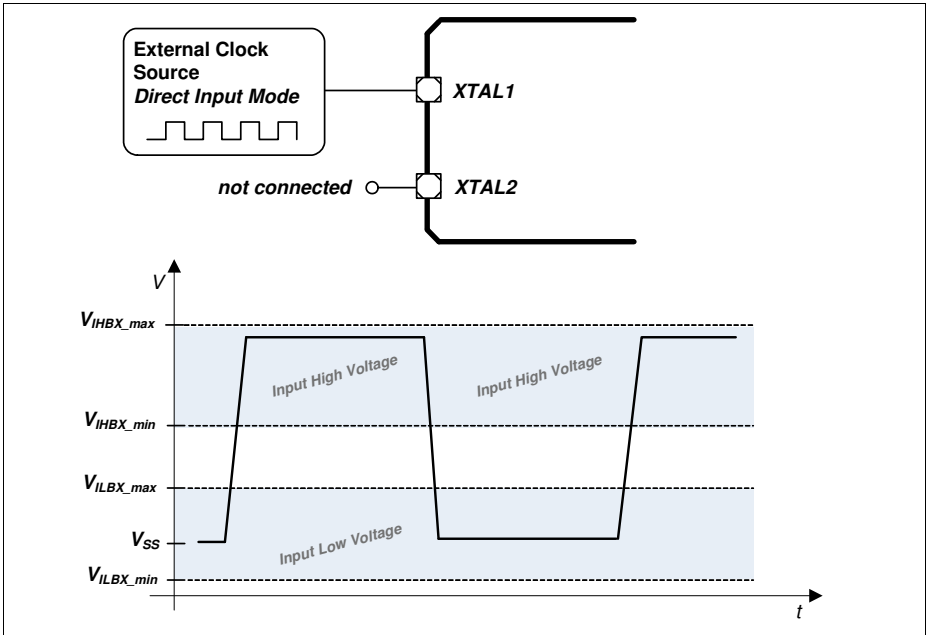 External Clock
Source
Direct Input Mode
XTAL1
not connected
XTAL2
V
VIHBX_max
Input High Voltage
Input High Voltage
VIHBX_min
VILBX_max
VSS
Input Low Voltage
VILBX_min
t